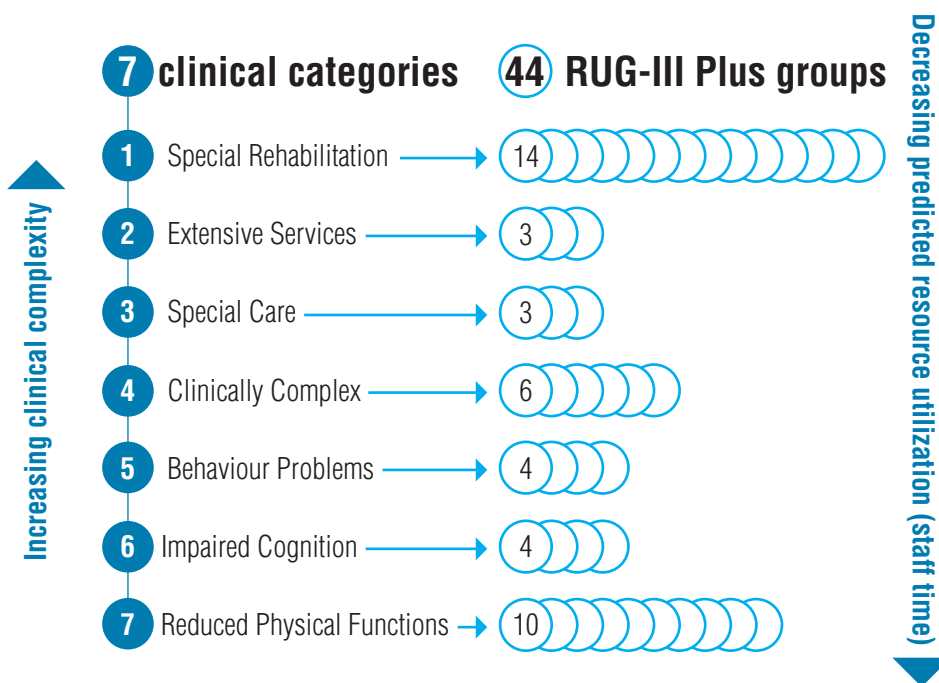 7 clinical categories
44 RUG-III Plus groups
1 Special Rehabilitation 14
2 Extensive Services 3
3 Special Care 3
4 Clinically Complex 6
5 Behaviour Problems 4
6 Impaired Cognition 4
7 Reduced Physical Functions 10
Increasing clinical complexity
Decreasing predicted resource utilization (staff time)